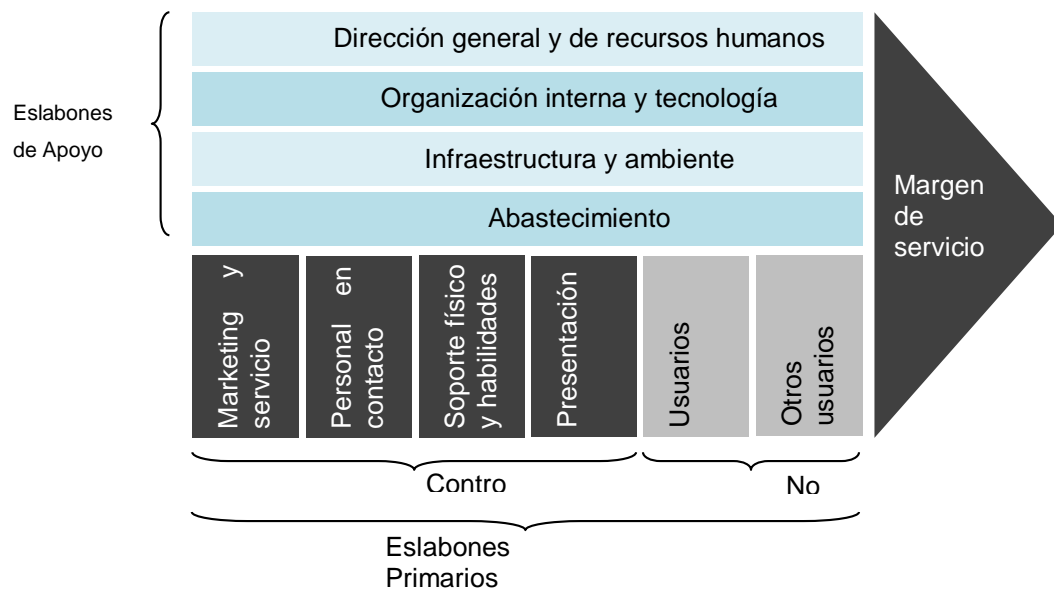 Dirección general y de recursos humanos
Organización interna y tecnología
Infraestructura y ambiente
Abastecimiento
Eslabones
de Apoyo
Margen
de
servicio
Marketing y
servicio
Personal en
contacto
Soporte físico
y habilidades
Presentación
Usuarios
Otros
usuarios
Contro
No
Eslabones
Primarios